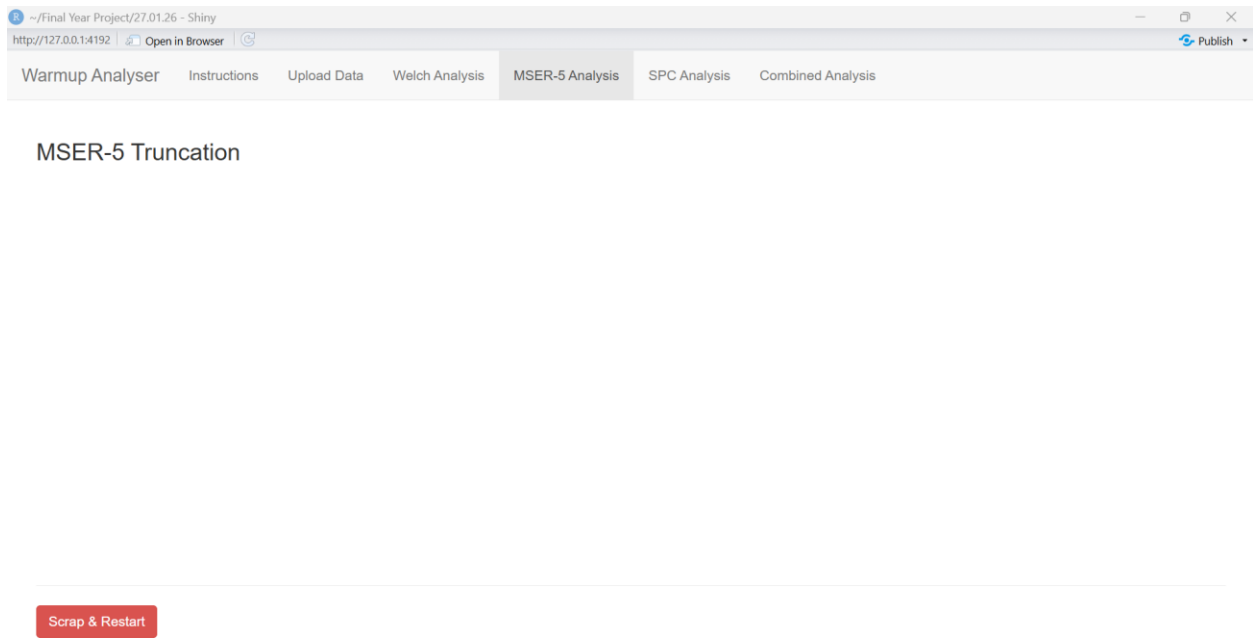 R ~/Final Year Project/27.01.26 - Shiny
http://127.0.0.1:4192 Open in Browser Publish
Warmup Analyser Instructions Upload Data Welch Analysis MSER-5 Analysis SPC Analysis Combined Analysis
MSER-5 Truncation
Scrap & Restart